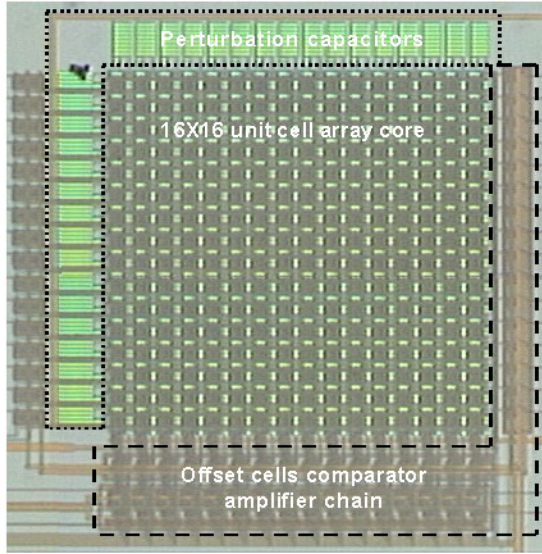 Perturbation capacitors
16X16 unit cell array core
Offset cells comparator
amplifier chain